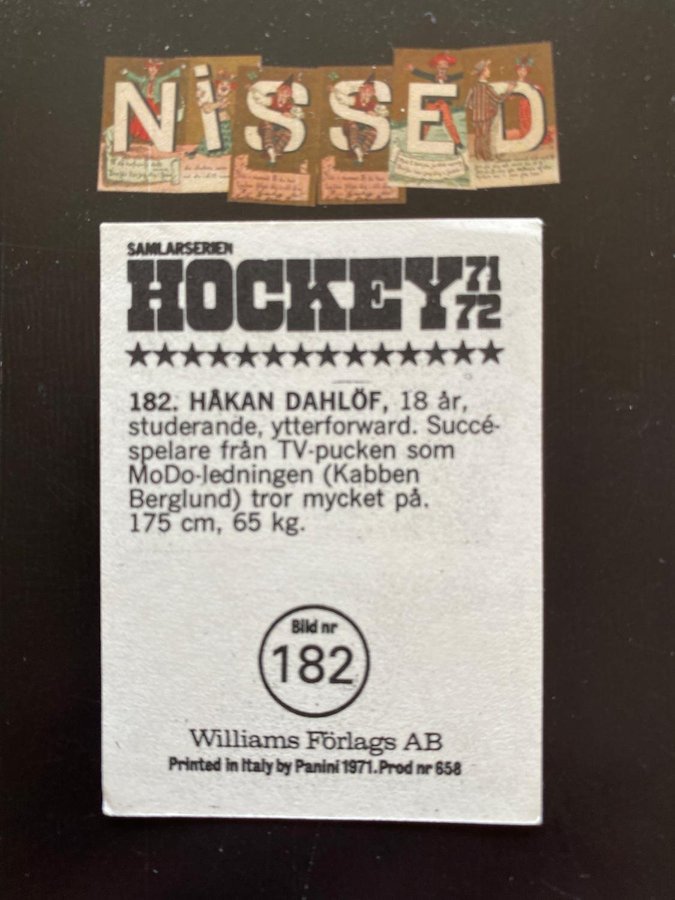 NiSSED
SAMLARSERIEN
HOCKEY 71
72
182. HÅKAN DAHLÖF, 18 år,
studerande, ytterforward. Succé-
spelare från TV-pucken som
MoDo-ledningen (Kabben
Berglund) tror mycket på.
175 cm, 65 kg.
Bild nr
182
Williams Förlags AB
Printed in Italy by Panini 1971. Prod nr 658